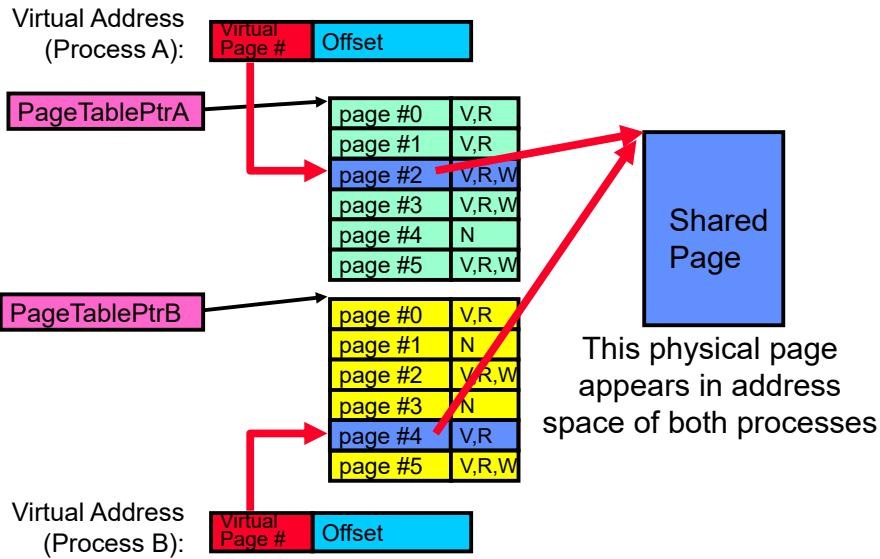 Virtual Address
(Process A):
Virtual
Page #
Offset
PageTablePtrA
page #0 V,R
page #1 V,R
page #2 V,R,W
page #3 V,R,W
page #4 N
page #5 V,R,W
Shared
Page
This physical page
appears in address
space of both processes
PageTablePtrB
page #0 V,R
page #1 N
page #2 V,R,W
page #3 N
page #4 V,R
page #5 V,R,W
Virtual Address
(Process B):
Virtual
Page #
Offset